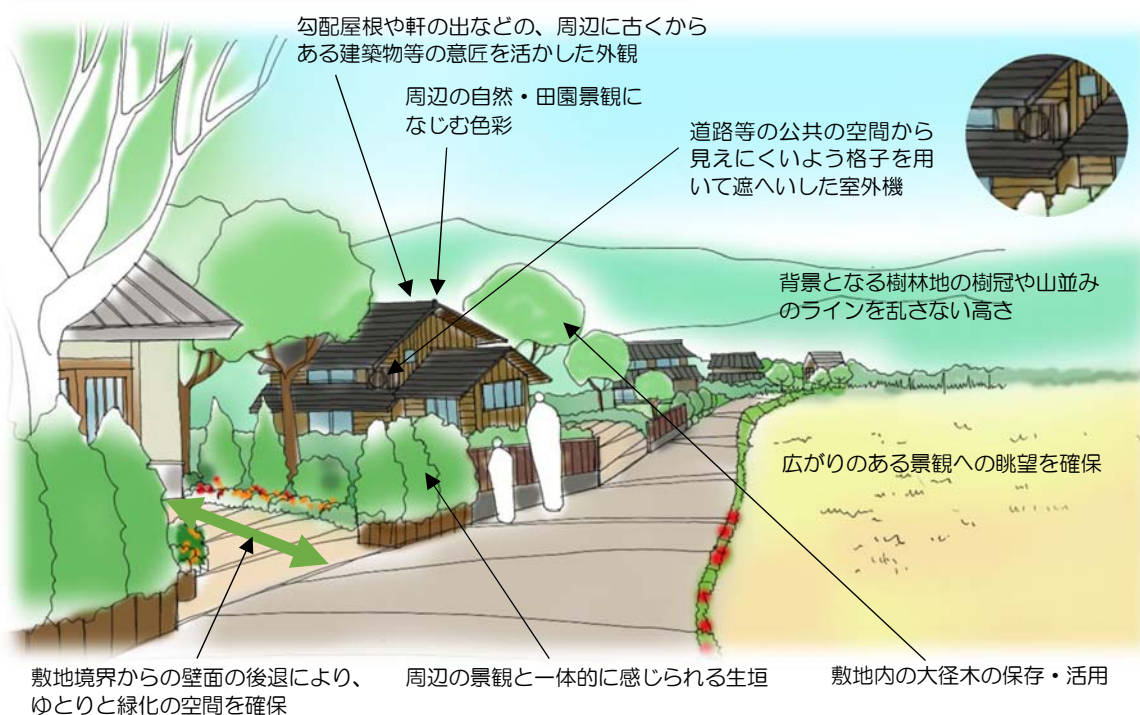 勾配屋根や軒の出などの、周辺に古くから
ある建築物等の意匠を活かした外観
周辺の自然・田園景観に
なじむ色彩
道路等の公共の空間から
見えにくいよう格子を用
いて遮へいした室外機
背景となる樹林地の樹冠や山並み
のラインを乱さない高さ
広がりのある景観への眺望を確保
敷地境界からの壁面の後退により、
ゆとりと緑化の空間を確保
周辺の景観と一体的に感じられる生垣
敷地内の大径木の保存・活用